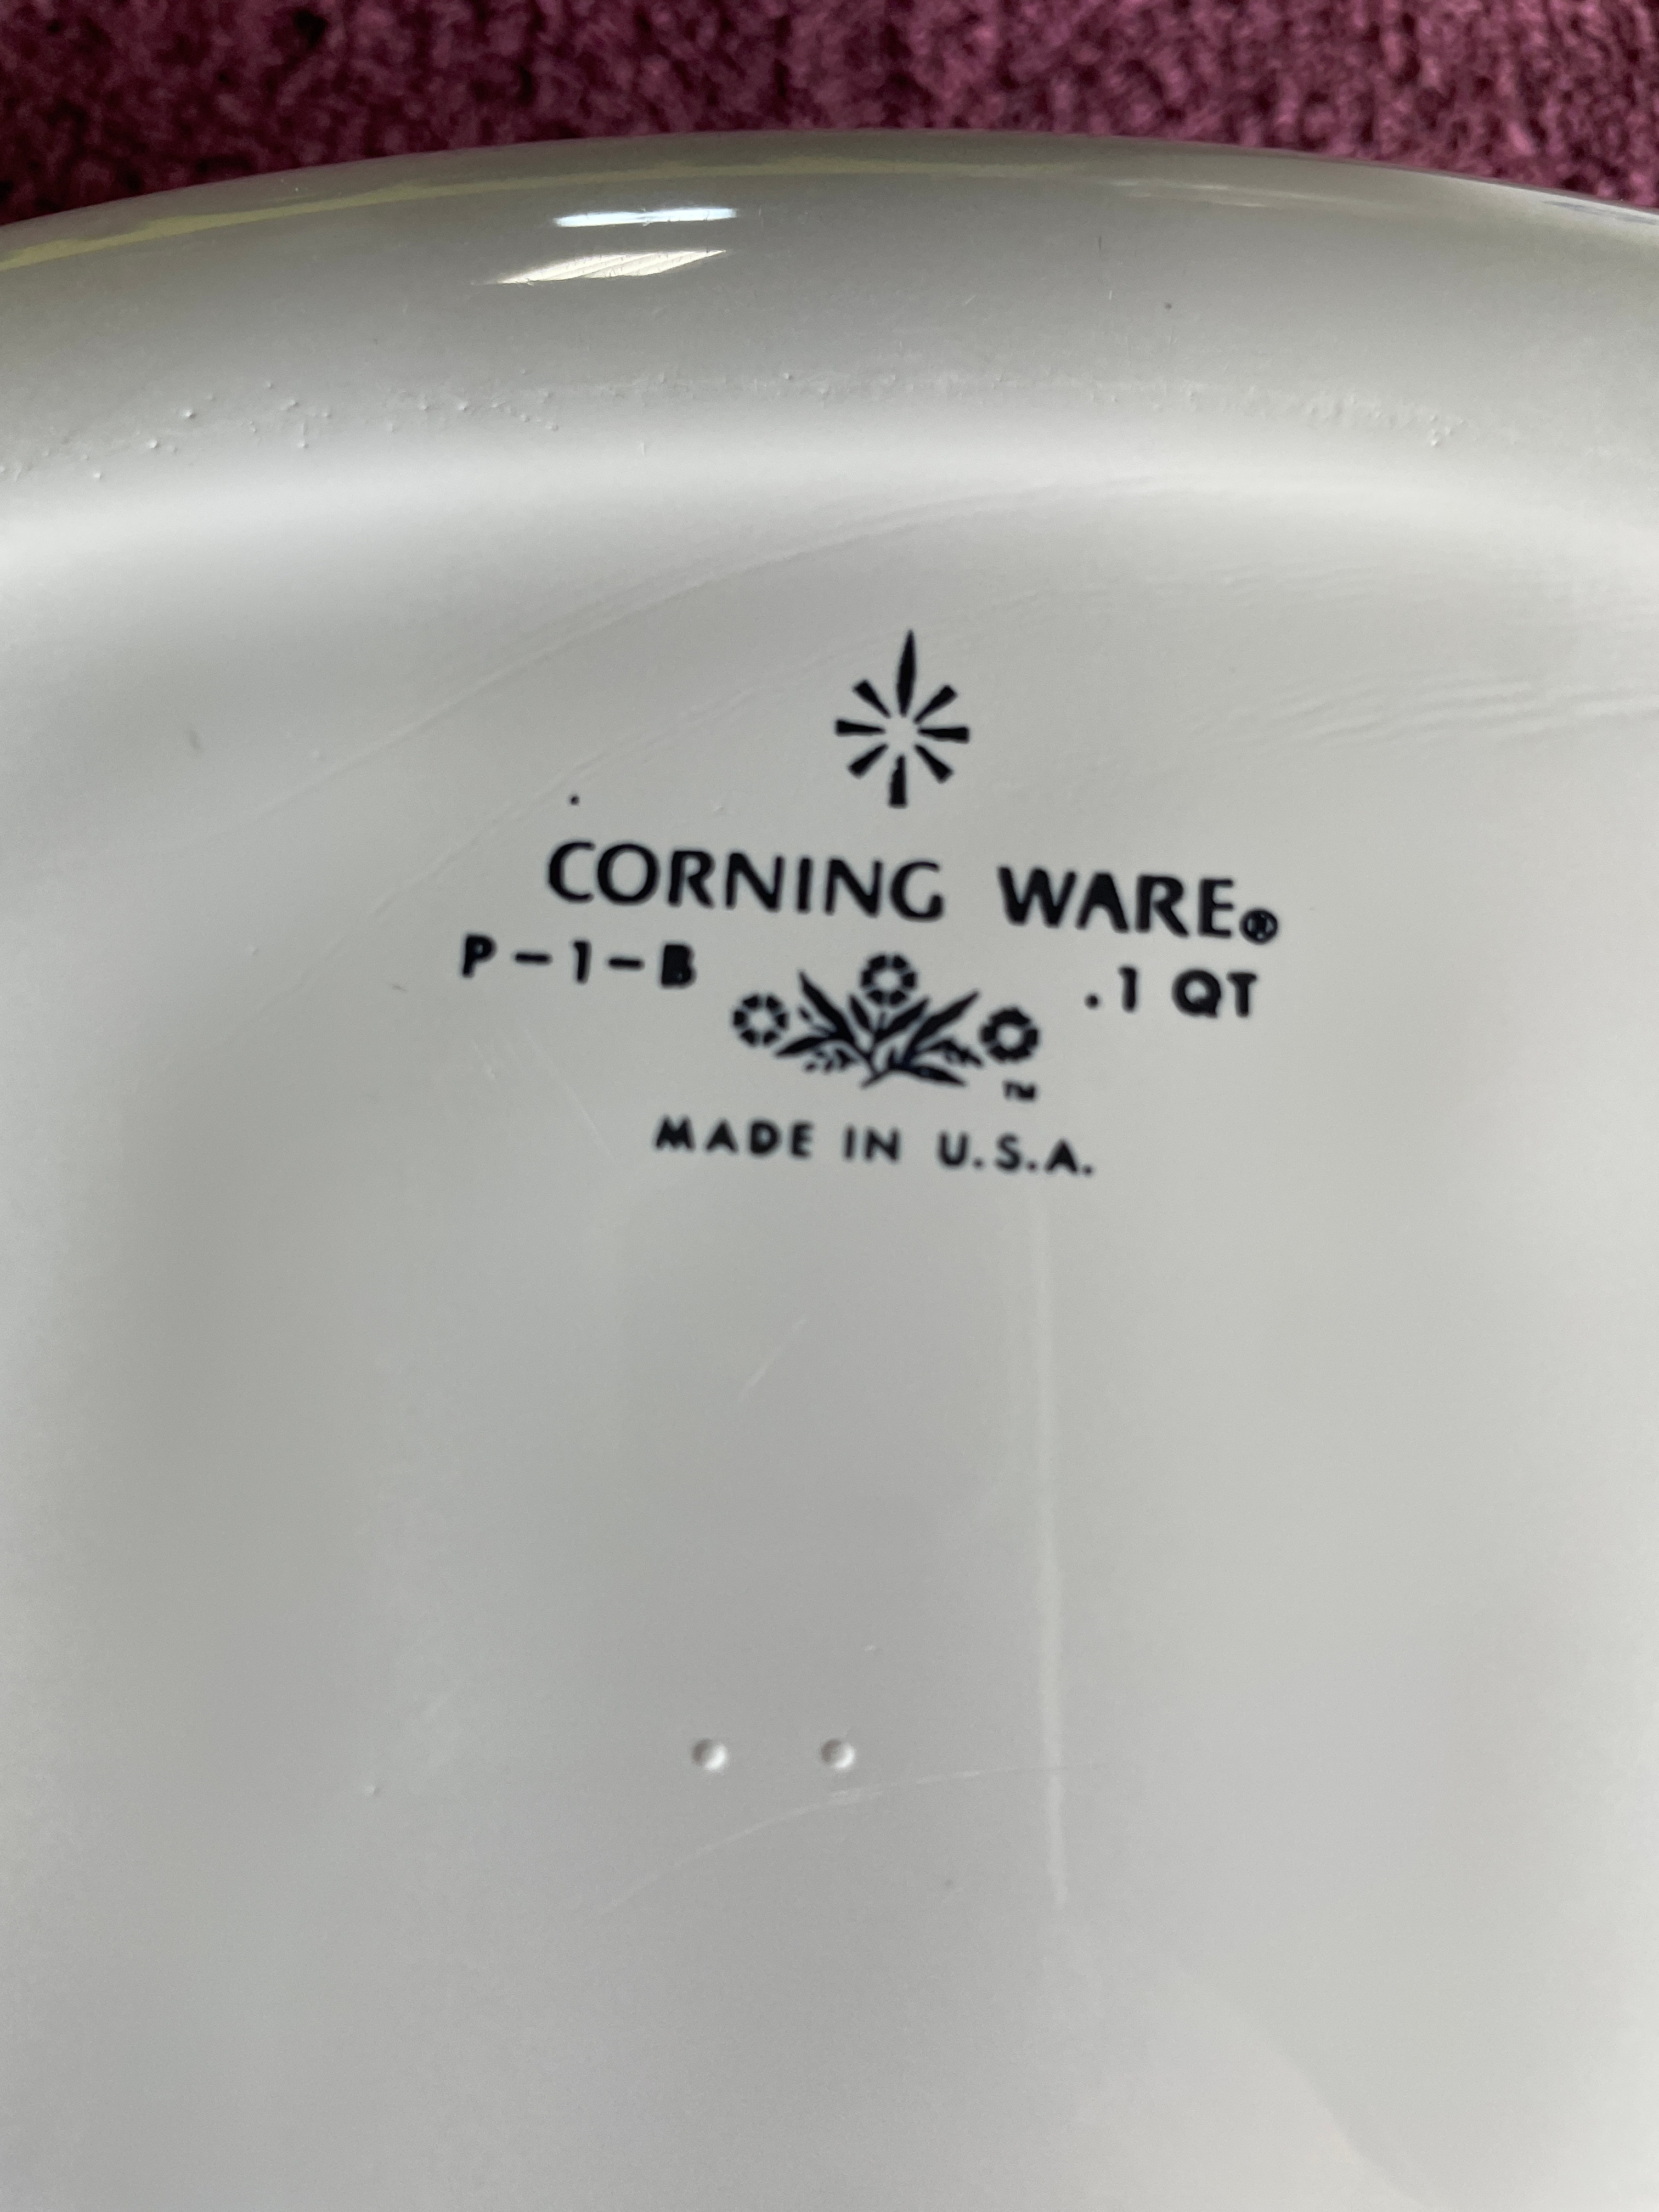 CORNING WARE®
P-1-B .1 QT
TM
MADE IN U.S.A.